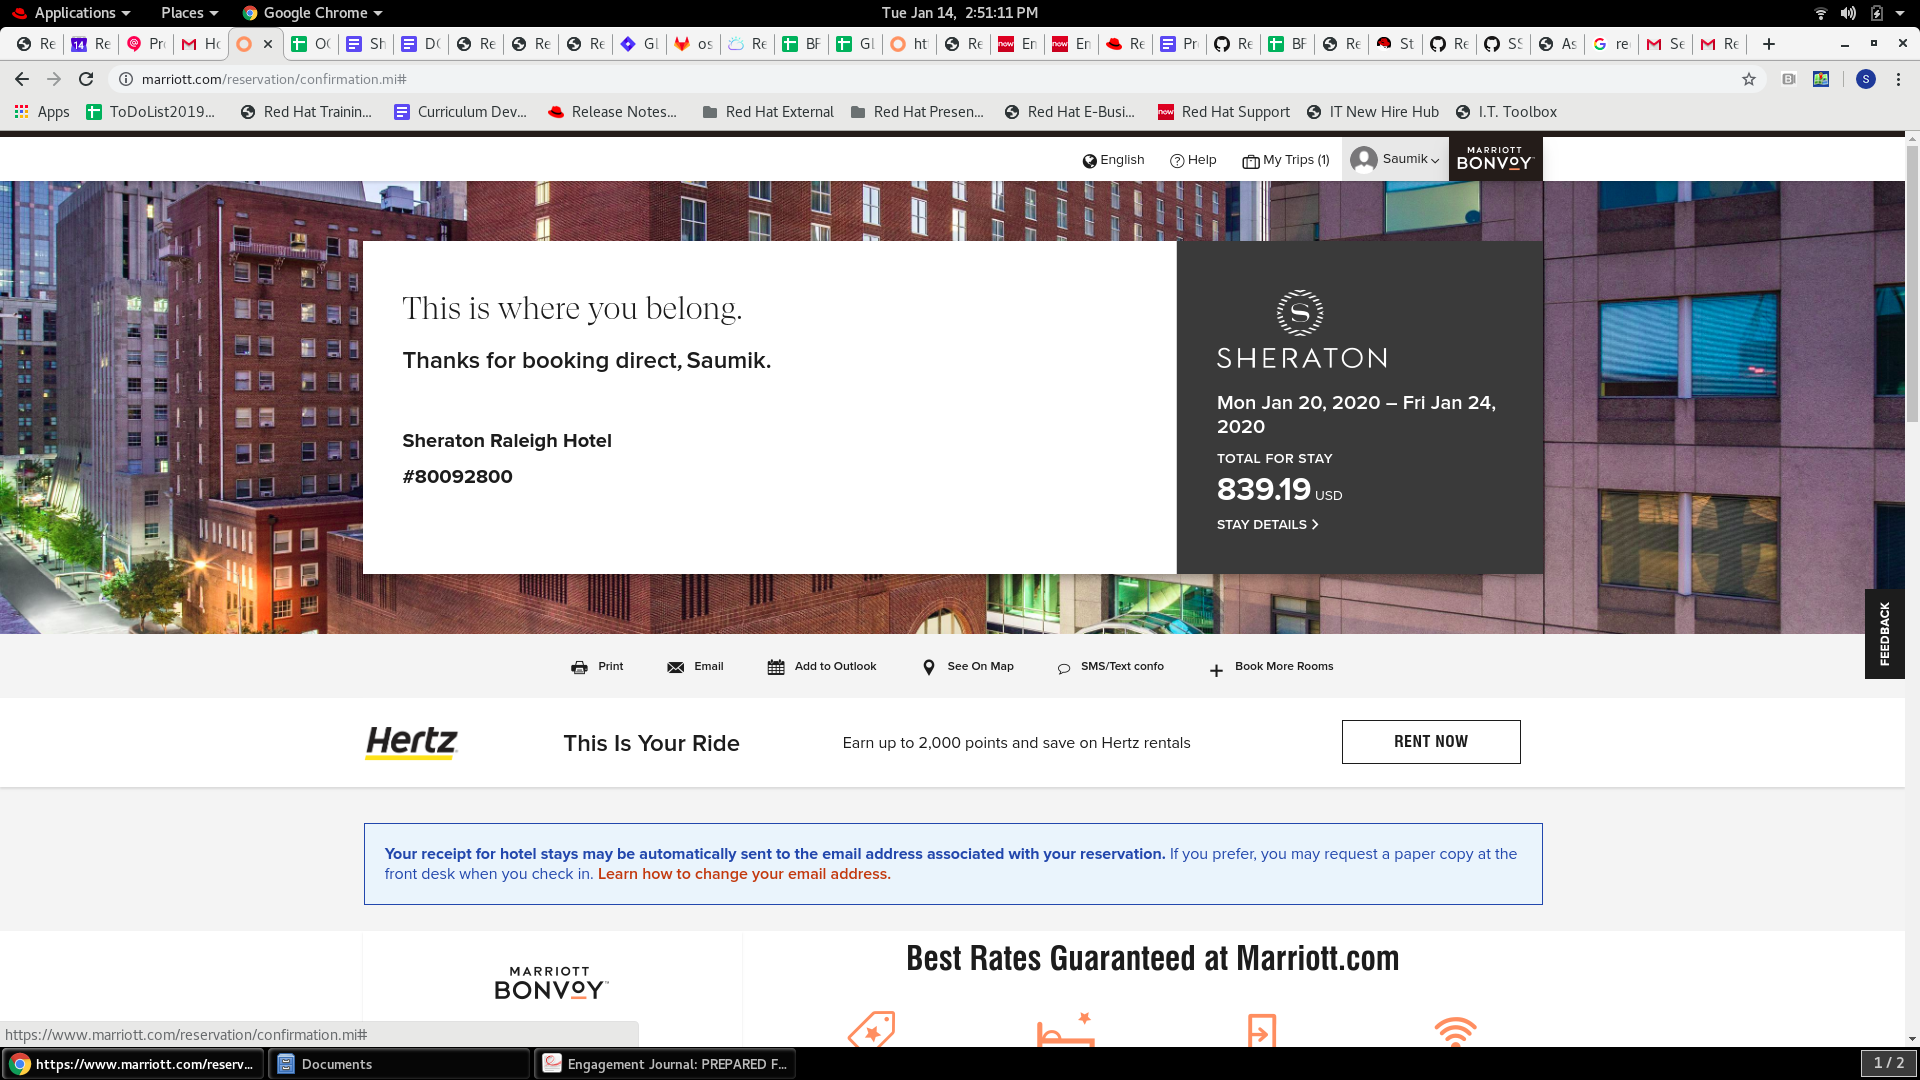 Applications
Places
Google Chrome
Tue Jan 14, 2:51:11 PM
Re
14
Re
Pr
Ho
OC
Sh
DO
Re
Re
Re
GL
os
Re
BF
GL
ht
Re
now
En
now
En
Re
Pr
Re
BF
Re
St
Re
SS
As
re
Se
Re
marriott.com/reservation/confirmation.mi#
S
Apps
ToDoList2019...
Red Hat Trainin...
Curriculum Dev...
Release Notes...
Red Hat External
Red Hat Presen...
Red Hat E-Busi...
now
Red Hat Support
IT New Hire Hub
I.T. Toolbox
English
Help
My Trips (1)
Saumik
MARRIOTT
BONVOY
This is where you belong.
Thanks for booking direct, Saumik.
Sheraton Raleigh Hotel
#80092800
S
SHERATON
Mon Jan 20, 2020 – Fri Jan 24,
2020
TOTAL FOR STAY
839.19 USD
STAY DETAILS
FEEDBACK
Print
Email
Add to Outlook
See On Map
SMS/Text confo
Book More Rooms
Hertz
This Is Your Ride
Earn up to 2,000 points and save on Hertz rentals
RENT NOW
Your receipt for hotel stays may be automatically sent to the email address associated with your reservation. If you prefer, you may request a paper copy at the
front desk when you check in. Learn how to change your email address.
MARRIOTT
BONVOY™
Best Rates Guaranteed at Marriott.com
https://www.marriott.com/reservation/confirmation.mi#
https://www.marriott.com/reserv...
Documents
Engagement Journal: PREPARED F...
1 / 2